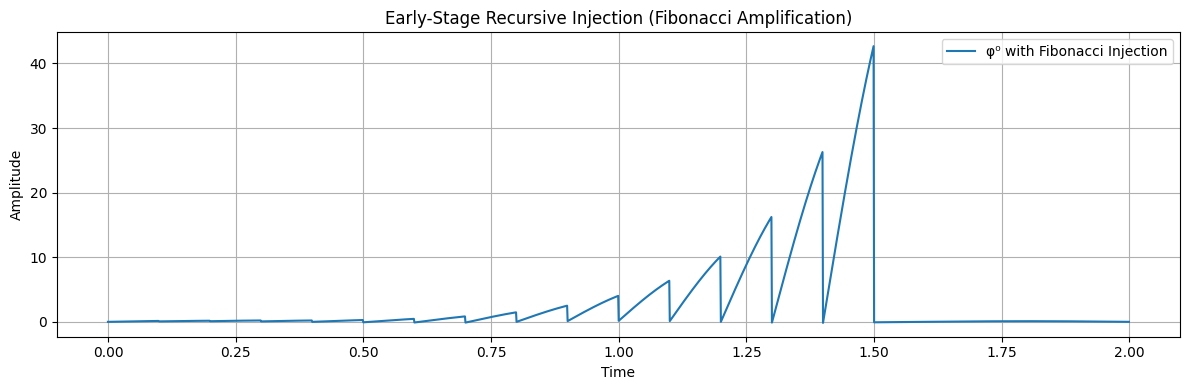 Early-Stage Recursive Injection (Fibonacci Amplification)
φ⁰ with Fibonacci Injection
Amplitude
40
30
20
10
0
0.00 0.25 0.50 0.75 1.00 1.25 1.50 1.75 2.00
Time